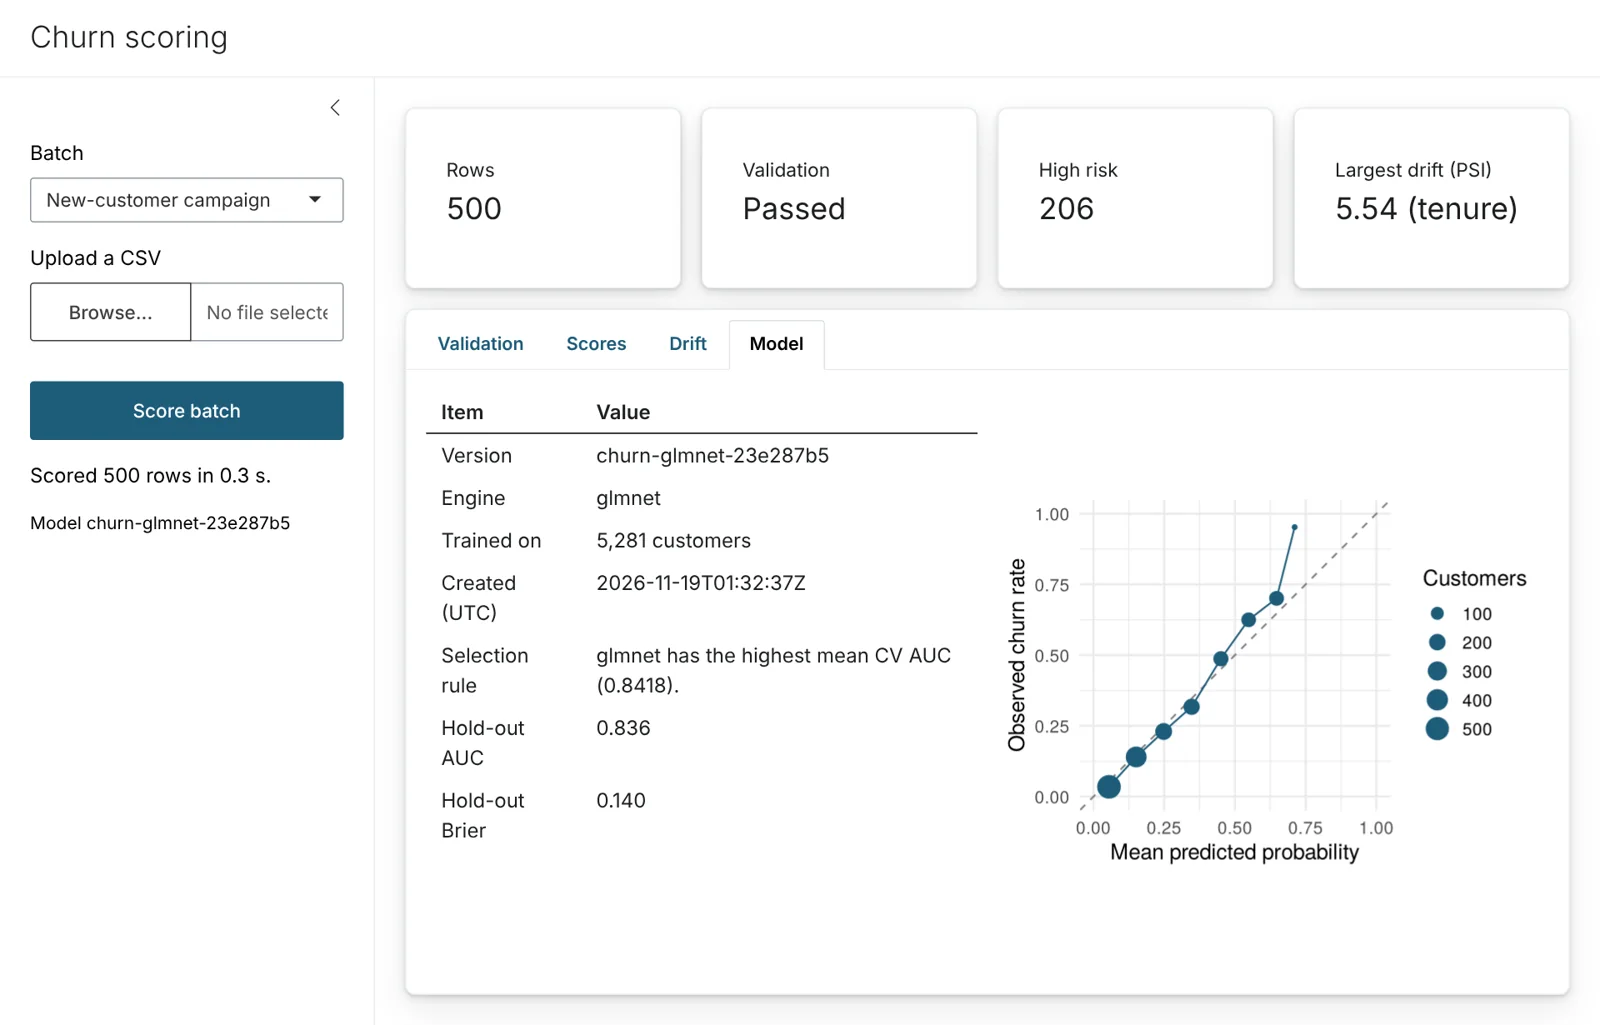 Churn scoring
Batch
New-customer campaign
Upload a CSV
Browse...
No file selecte
Score batch
Scored 500 rows in 0.3 s.
Model churn-glmnet-23e287b5
Rows
500
Validation
Passed
High risk
206
Largest drift (PSI)
5.54 (tenure)
Validation Scores Drift Model
Item Value
Version churn-glmnet-23e287b5
Engine glmnet
Trained on 5,281 customers
Created 2026-11-19T01:32:37Z
(UTC)
Selection glmnet has the highest mean CV AUC
rule (0.8418).
Hold-out 0.836
AUC
Hold-out 0.140
Brier
Observed churn rate
1.00
0.75
0.50
0.25
0.00
0.00 0.25 0.50 0.75 1.00
Mean predicted probability
Customers
100
200
300
400
500